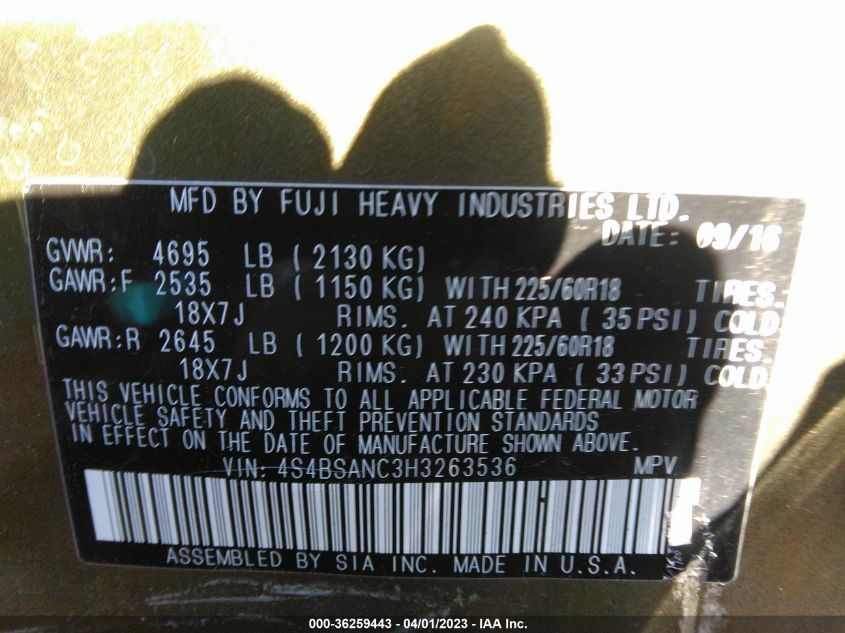 MFD BY FUJI HEAVY INDUSTRIES LTD.
DATE: 09/16
GVWR: 4695 LB ( 2130 KG)
GAWR:F 2535 LB ( 1150 KG) WITH 225/60R18 TIRES.
18X7J RIMS. AT 240 KPA ( 35 PSI) COLD
GAWR:R 2645 LB ( 1200 KG) WITH 225/60R18 TIRES.
18X7J RIMS. AT 230 KPA ( 33 PSI) COLD.
THIS VEHICLE CONFORMS TO ALL APPLICABLE FEDERAL MOTOR
VEHICLE SAFETY AND THEFT PREVENTION STANDARDS
IN EFFECT ON THE DATE OF MANUFACTURE SHOWN ABOVE.
VIN: 4S4BSANC3H3263536 MPV
ASSEMBLED BY SIA INC. MADE IN U.S.A.
000-36259443 - 04/01/2023 - IAA Inc.